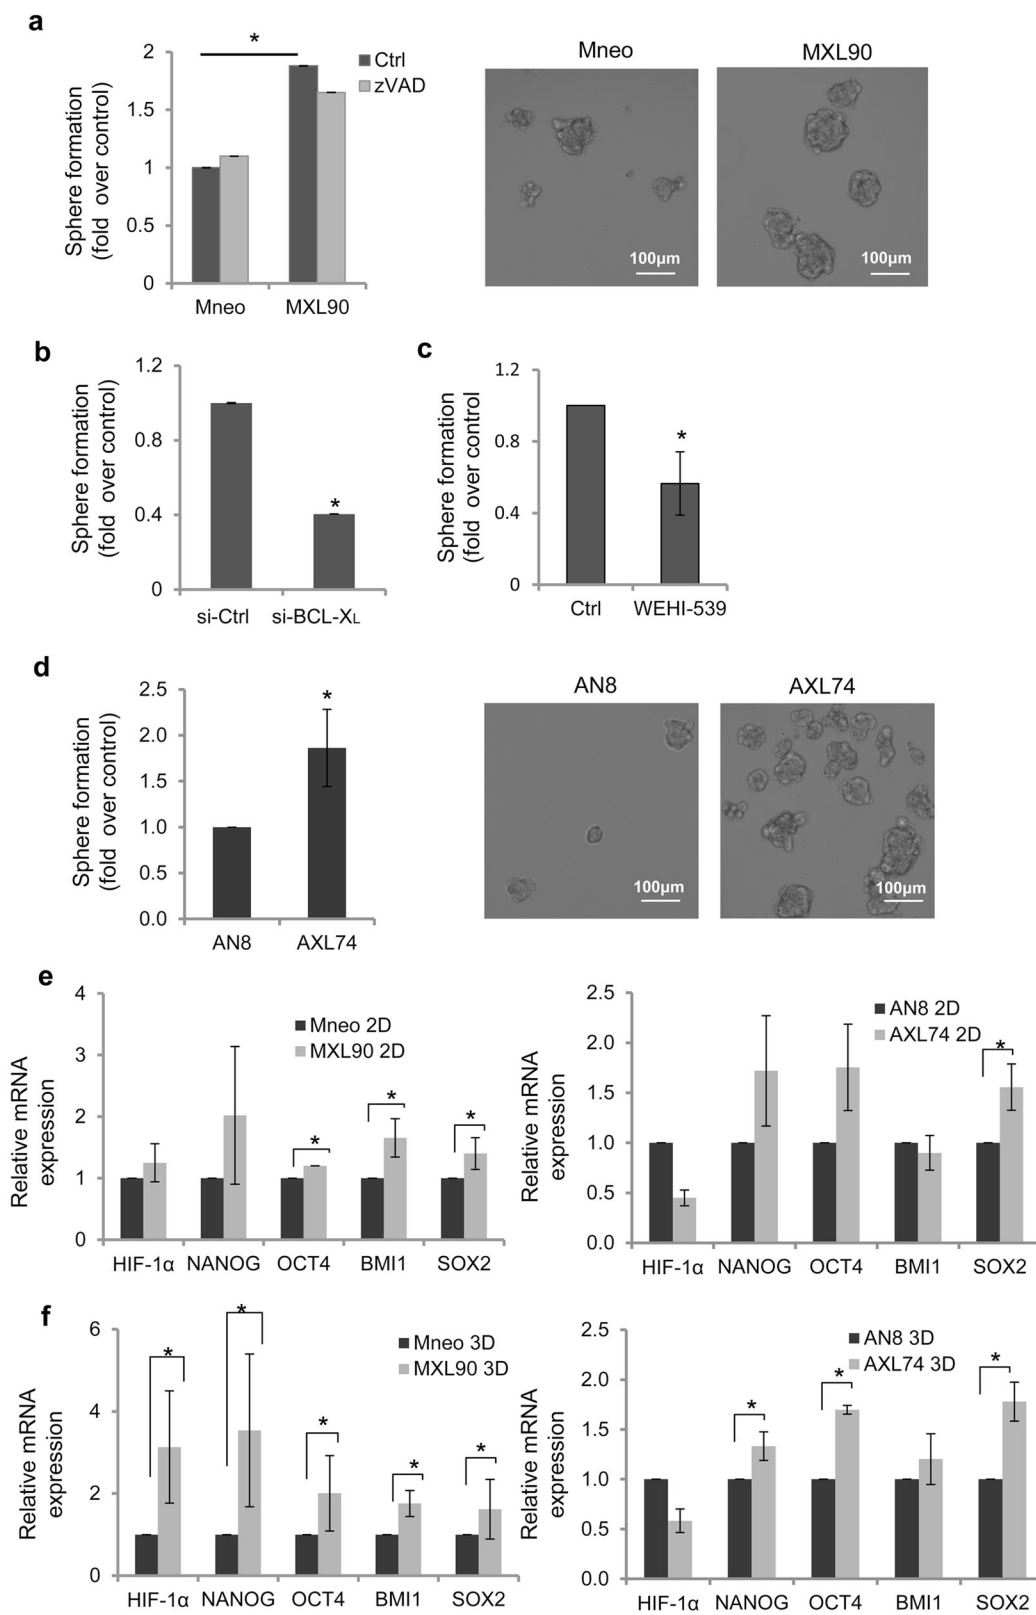 a
Sphere formation
(fold over control)
2
1.5
1
0.5
0
*
Ctrl
zVAD
Mneo
MXL90
Mneo
MXL90
100µm
100µm
b
Sphere formation
(fold over control)
1.2
0.8
0.4
0
*
si-Ctrl
si-BCL-XL
c
Sphere formation
(fold over control
1.2
0.8
0.4
0
*
Ctrl
WEHI-539
d
Sphere formation
(fold over control)
2.5
2.0
1.5
1.0
0.5
0.0
*
AN8
AXL74
AN8
AXL74
100µm
100µm
e
Relative mRNA
expression
4
3
2
1
0
Mneo 2D
MXL90 2D
*
*
*
HIF-1α
NANOG
OCT4
BMI1
SOX2
Relative mRNA
expression
2.5
2.0
1.5
1.0
0.5
0.0
AN8 2D
AXL74 2D
*
HIF-1α
NANOG
OCT4
BMI1
SOX2
f
Relative mRNA
expression
6
4
2
0
Mneo 3D
MXL90 3D
*
*
*
*
*
HIF-1α
NANOG
OCT4
BMI1
SOX2
Relative mRNA
expression
2.5
2.0
1.5
1.0
0.5
0.0
AN8 3D
AXL74 3D
*
*
*
HIF-1α
NANOG
OCT4
BMI1
SOX2